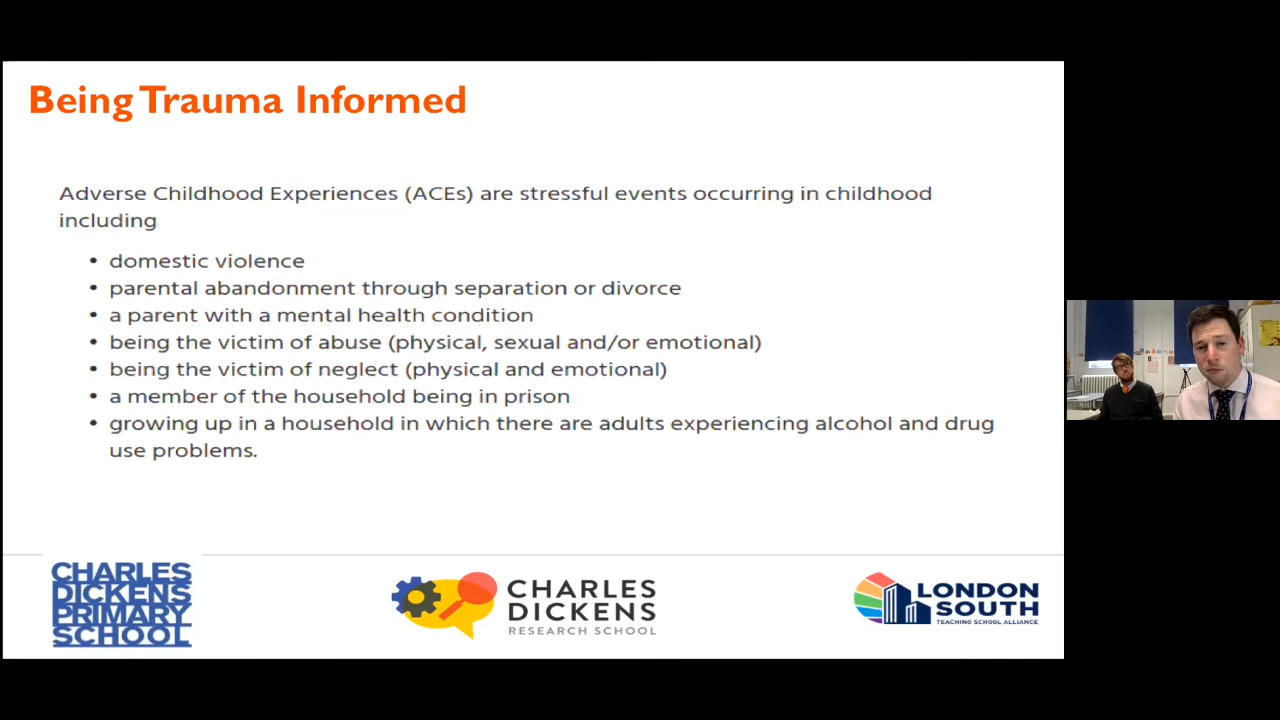 Being Trauma Informed
Adverse Childhood Experiences (ACEs) are stressful events occurring in childhood
including
• domestic violence
• parental abandonment through separation or divorce
• a parent with a mental health condition
• being the victim of abuse (physical, sexual and/or emotional)
• being the victim of neglect (physical and emotional)
• a member of the household being in prison
• growing up in a household in which there are adults experiencing alcohol and drug
use problems.
CHARLES
DICKENS
PRIMARY
SCHOOL
CHARLES
DICKENS
RESEARCH SCHOOL
LONDON
SOUTH
TEACHING SCHOOL ALLIANCE